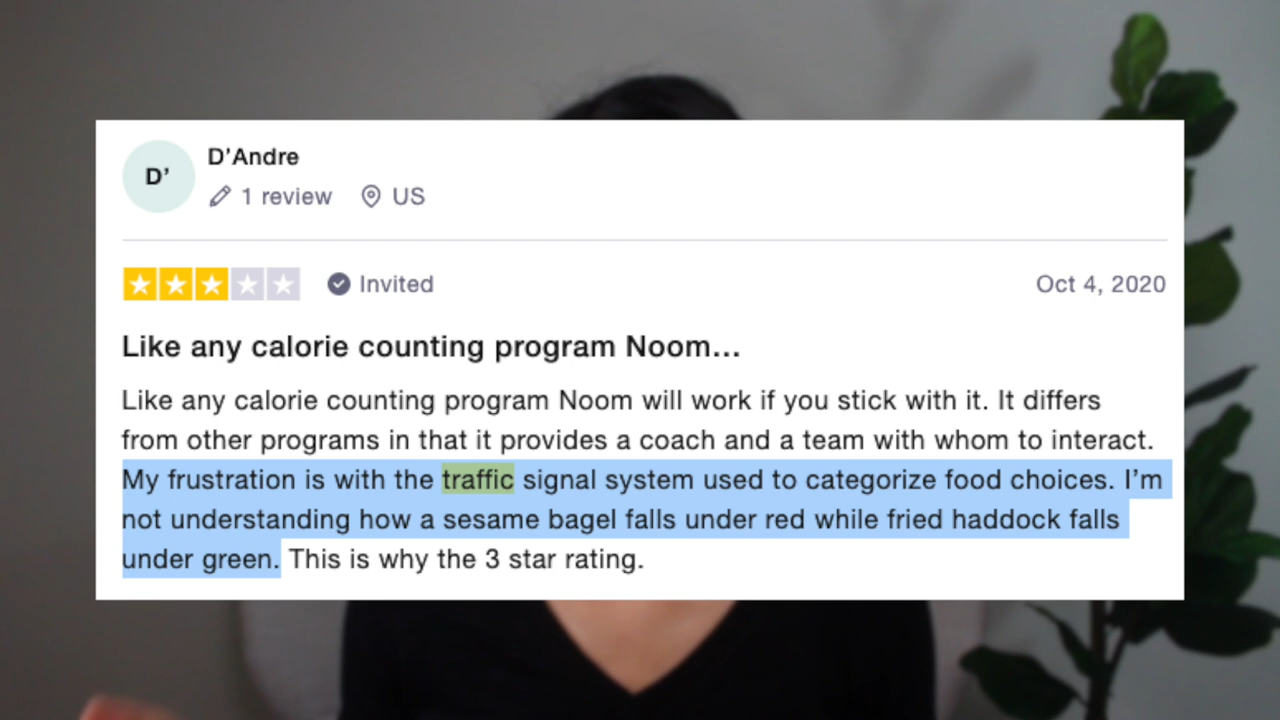 D’
D’Andre
1 review US
Invited Oct 4, 2020
Like any calorie counting program Noom...
Like any calorie counting program Noom will work if you stick with it. It differs
from other programs in that it provides a coach and a team with whom to interact.
My frustration is with the traffic signal system used to categorize food choices. I’m
not understanding how a sesame bagel falls under red while fried haddock falls
under green. This is why the 3 star rating.